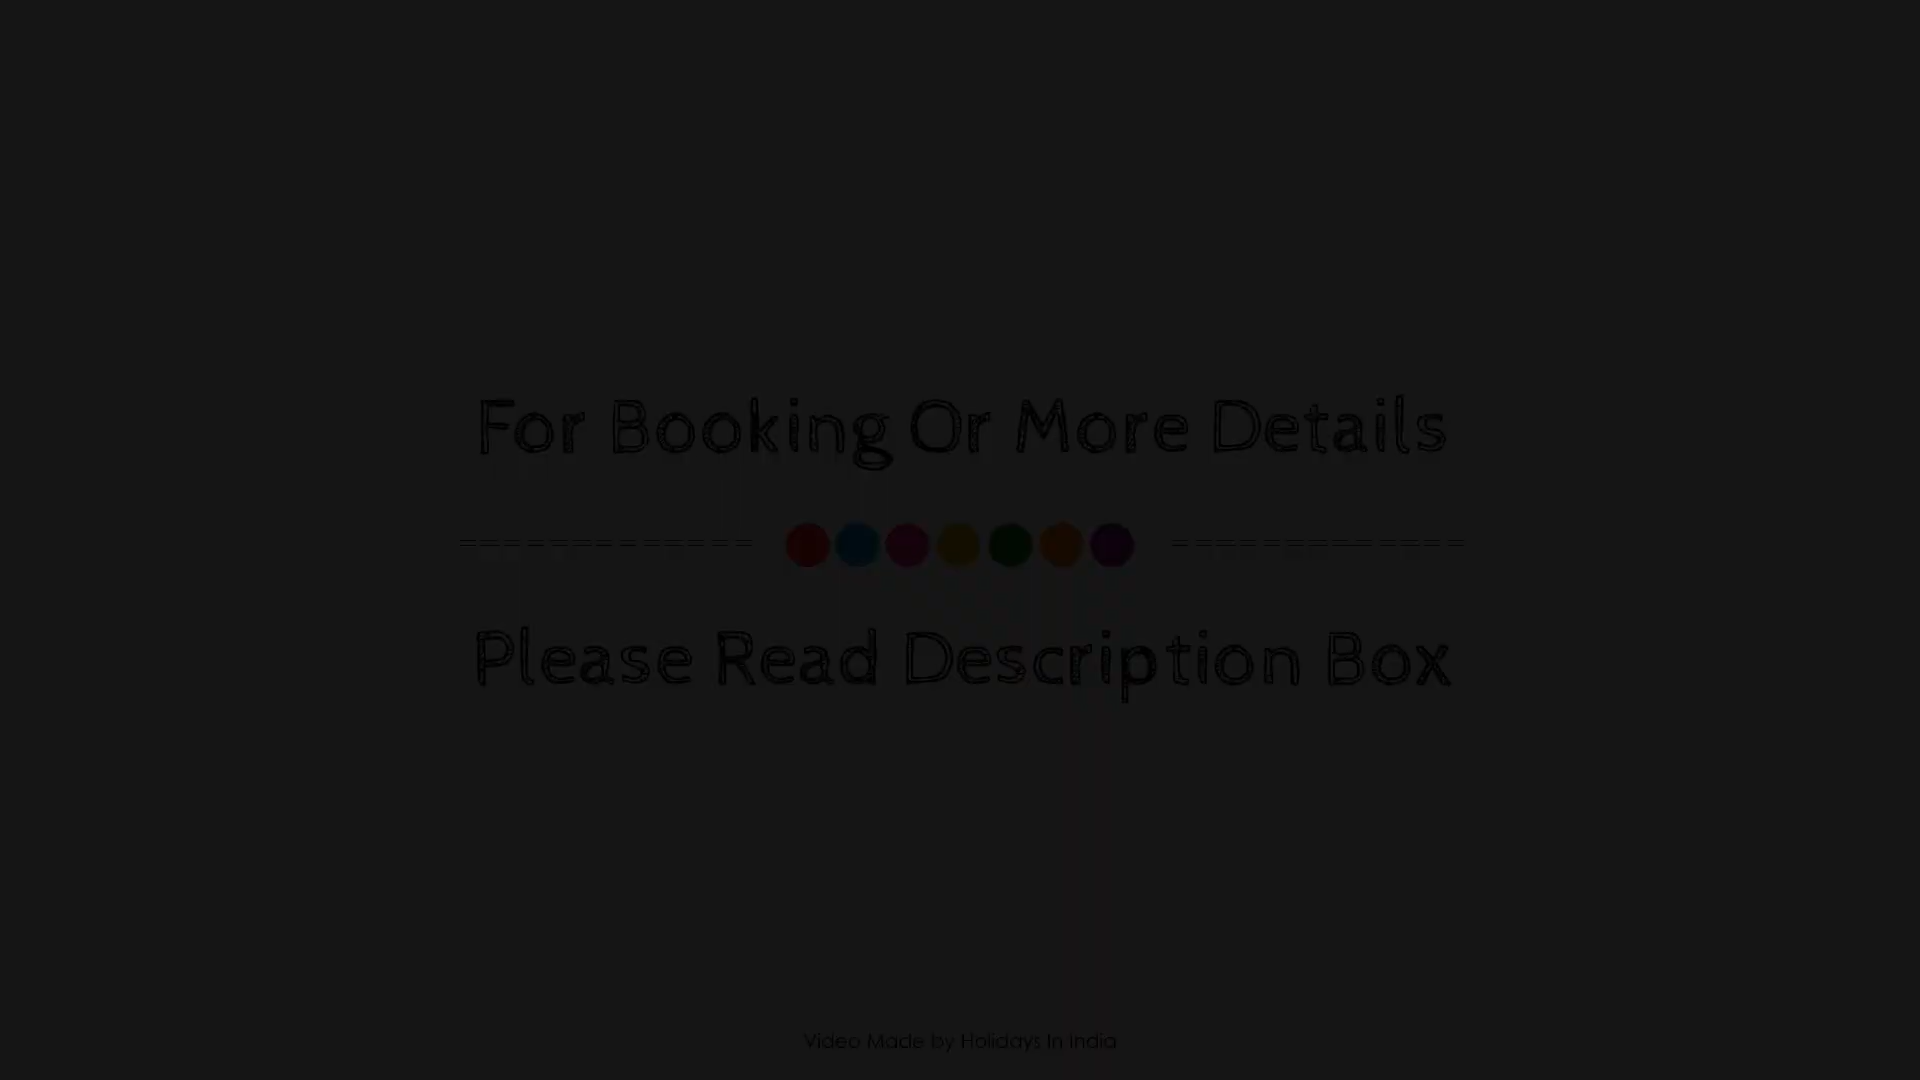 For Booking Or More Details
============= =============
Please Read Description Box
Video Made by Holidays In India